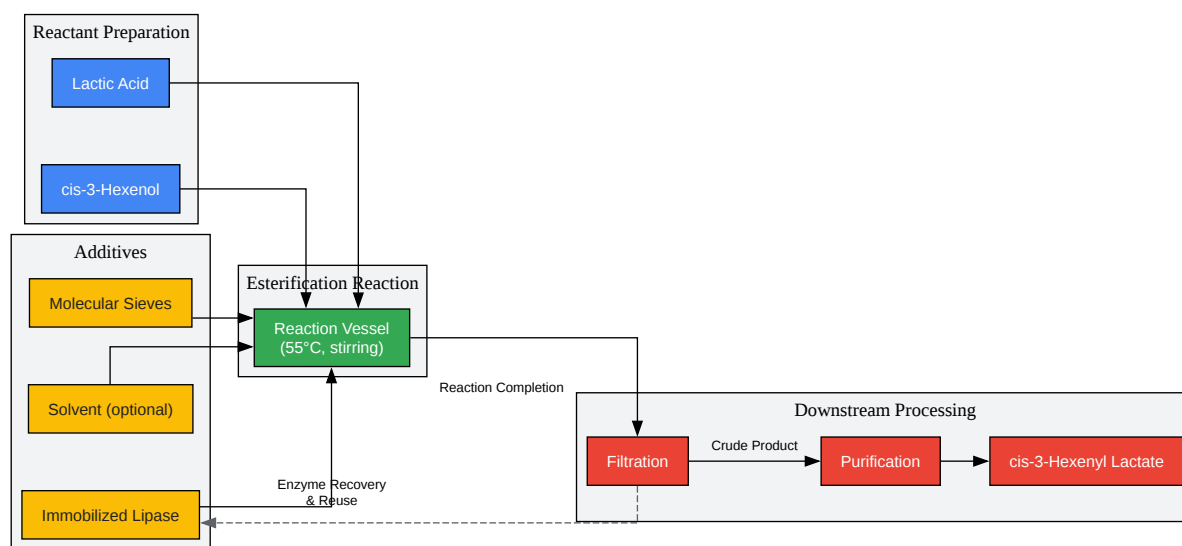 Reactant Preparation
Lactic Acid
cis-3-Hexenol
Additives
Molecular Sieves
Solvent (optional)
Immobilized Lipase
Esterification Reaction
Reaction Vessel
(55°C, stirring)
Reaction Completion
Enzyme Recovery
& Reuse
Downstream Processing
Filtration
Crude Product
Purification
cis-3-Hexenyl Lactate